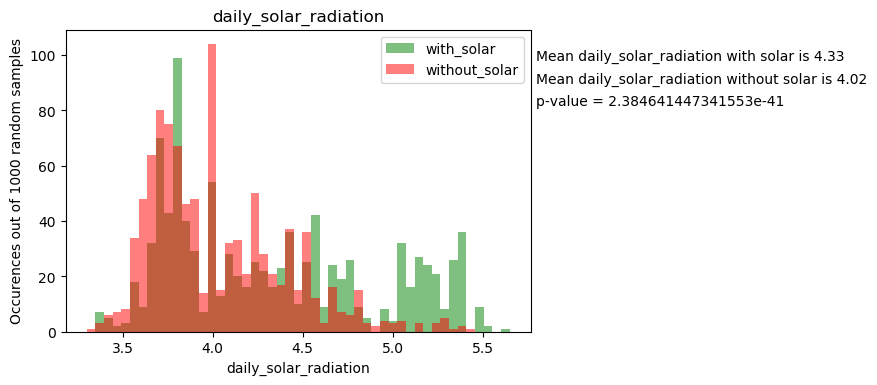 daily_solar_radiation
with_solar
without_solar
Mean daily_solar_radiation with solar is 4.33
Mean daily_solar_radiation without solar is 4.02
p-value = 2.384641447341553e-41
Occurences out of 1000 random samples
100
80
60
40
20
0
3.5 4.0 4.5 5.0 5.5
daily_solar_radiation